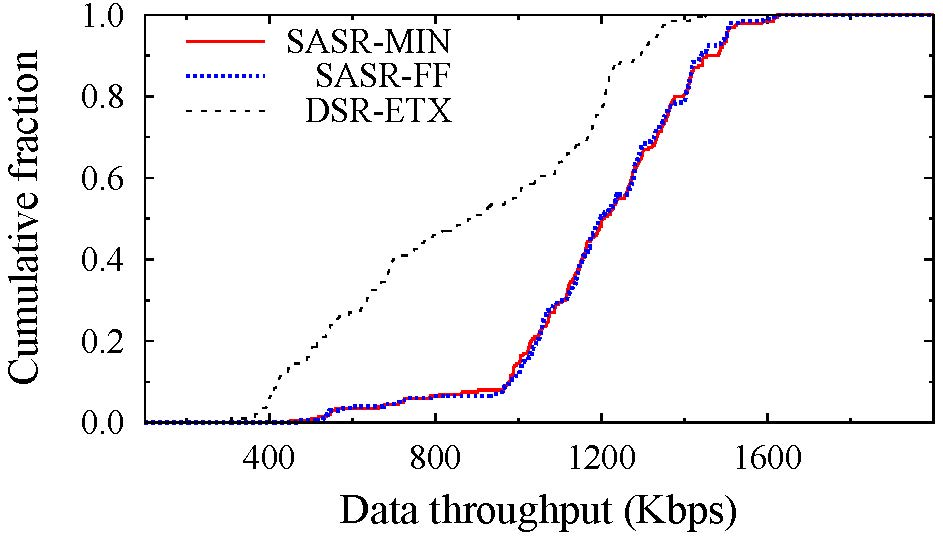 1.0
0.8
0.6
0.4
0.2
0.0
Cumulative fraction
SASR-MIN
SASR-FF
DSR-ETX
400 800 1200 1600
Data throughput (Kbps)